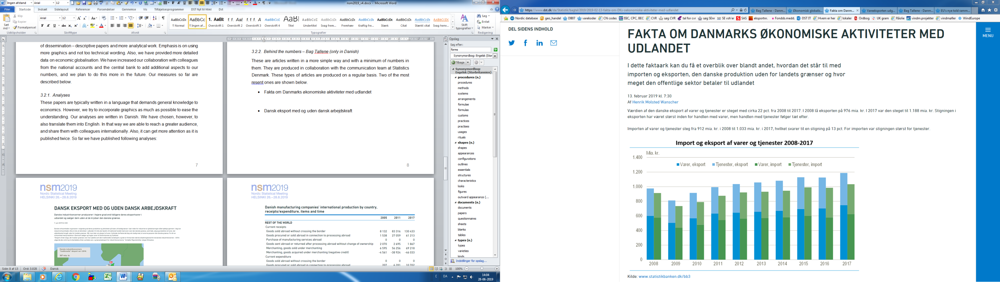 Ingen afstand
Arial
12
nsm2019_v4.docx - Microsoft Word
Filer
Startside
Indsæt
Sidelayout
Referencer
Forsendelser
Gennemse
Vis
Tilføjelsesprogrammer
DST Nyt til html
Dst
Sæt ind
Klip
Kopier
Formatpensel
Udklipsholder
Arial
12
Skrifttype
Afsnit
¶ Normal
¶ Ingen af...
Overskrift 1
Overskrift 2
Overskrift 3
Overskrift 4
Titel
Undertitel
Svag frem...
Fremhæv
Kraftig fre...
Stærk
Citat
Stærkt citat
Svag henv...
Typografier
Skift typografier
Søg
Erstat
Marker
Redigering
of dissemination – descriptive papers and more analytical work. Emphasis is on using
more graphics and not too technical wording. Also, we have provided more detailed
data on economic globalisation. We have increased our collaboration with colleagues
from the national accounts and the central bank to add additional aspects to our
numbers, and we plan to do this more in the future. Our measures so far are
described below.
3.2.1. Analyses
These papers are typically written in a language that demands general knowledge to
economics. However, we try to incorporate graphics as much as possible to ease the
understanding. Our analyses are written in Danish. We have chosen, however, to
also translate them into English. In that way we are able to reach a greater audience,
and share them with colleagues internationally. Also, it can get more attention as it is
published twice. So far we have published following analyses:
7
3.2.2. Behind the numbers – Bag Tallene (only in Danish)
These are articles written in a more simple way and with a minimum of numbers in
them. They are produced in collaboration with the communication team at Statistics
Denmark. These types of articles are produced on a regular basis. Two of the most
resent ones are shown below.
• Fakta om Danmarks økonomiske aktiviteter med udlandet
• Dansk eksport med og uden dansk arbejdskraft
8
nsm2019
Nordic Statistical Meeting
HELSINKI 26.–28.8.2019
DANSK EKSPORT MED OG UDEN DANSK ARBEJDSKRAFT
Danske industrikoncerner producerer i højere grad end tidligere deres eksportvarer i
udlandet og sælger dem uden at de krydser den danske grænse.
Danske industrikoncerners
"traditionelle" eksport var i 2016:
367 mia. kr.
nsm2019
Nordic Statistical Meeting
HELSINKI 26.–28.8.2019
Danish manufacturing companies' international production by country,
receipts/expenditure, items and time
2005 2011 2017
REST OF THE WORLD
Current receipts
Goods sold abroad without crossing the border 8 132 83 316 130 433
Goods procured or sold abroad in connection to processing abroad 1 538 27 059 61 213
Purchase of manufacturing services abroad 0 0 0
Goods sent abroad or returned after processing abroad wihtout change of ownership 2 070 2 695 1 867
Merchanting, goods sold under merchanting 6 595 56 256 69 218
Merchanting, goods acquired under merchanting (negative credit) -4 561 -38 924 -46 033
Current expenditure
Goods sold abroad without crossing the border 0 0 0
Goods procured or sold abroad in connection to processing abroad 207 6 391 10 702
Opslag
Søg efter:
forms
Synonymordbog: Engelsk (Stor
Tilbage
Synonymordbog:
Engelsk (Storbritannien)
procedures (n.)
procedures
methods
systems
arrangements
formulae
formulas
customs
practices
practises
usages
rituals
shapes (n.)
shapes
appearances
configurations
outlines
essentials
structures
characteristics
looks
figures
outward appearance (...
documents (n.)
documents
papers
questionnaires
sheets
blanks
tables
types (n.)
types
varieties
kinds
Indstillinger for opslag...
Side: 8 af 13
Ord: 3.028
Dansk
100%
DA
14:04
28-06-2019
https://www.dst.dk/da/Statistik/bagtal/2019/2019-02-13-fakta-om-DKs-oekonomiske-aktiviteter-med-udlandet
Bag Tallene - Danm...
Økonomisk globalis...
Fakta om Danm...
Vareeksporten udg...
Bag Tallene - Danm...
EU's nye told ramm...
Nordic database
geo_handel
DB07
varekoder
CN codes
ISIC, CPC, BEC
CVR
søg CVR
tal for cvr
søg SEnr
SE vsh'er
SAS
eksportnr.
Fonds.medd.
DST IT
Hvem er her
lokaler
Ordbog
UK gram
Råolie
vindm.projekter
vindmøller
WindEurope
DEL SIDENS INDHOLD
MENU
FAKTA OM DANMARKS ØKONOMISKE AKTIVITETER MED
UDLANDET
I dette faktaark kan du få et overblik over blandt andet, hvordan det står til med
importen og eksporten, den danske produktion uden for landets grænser og hvor
meget den offentlige sektor betaler til udlandet
13. februar 2019 kl. 7:30
Af Henrik Molsted Wanscher
Værdien af den danske eksport af varer og tjenester er steget med cirka 22 pct. fra 2008 til 2017. I 2008 lå eksporten på 976 mia. kr. I 2017 var den steget til 1.188 mia. kr. Stigningen i
eksporten har været størst inden for handlen med varer, men handlen med tjenester følger tæt efter.
Importen af varer og tjenester steg fra 912 mia. kr. i 2008 til 1.033 mia. kr. i 2017, hvilket svarer til en stigning på 13 pct. For importen var stigningen størst for tjenester.
Import og eksport af varer og tjenester 2008-2017
Mia. kr.
1.400
Varer, eksport Tjenester, eksport Varer, import Tjenester, import
1.200
1.000
800
600
400
200
0
2008 2009 2010 2011 2012 2013 2014 2015 2016 2017
Kilde: www.statistikbanken.dk/bb3